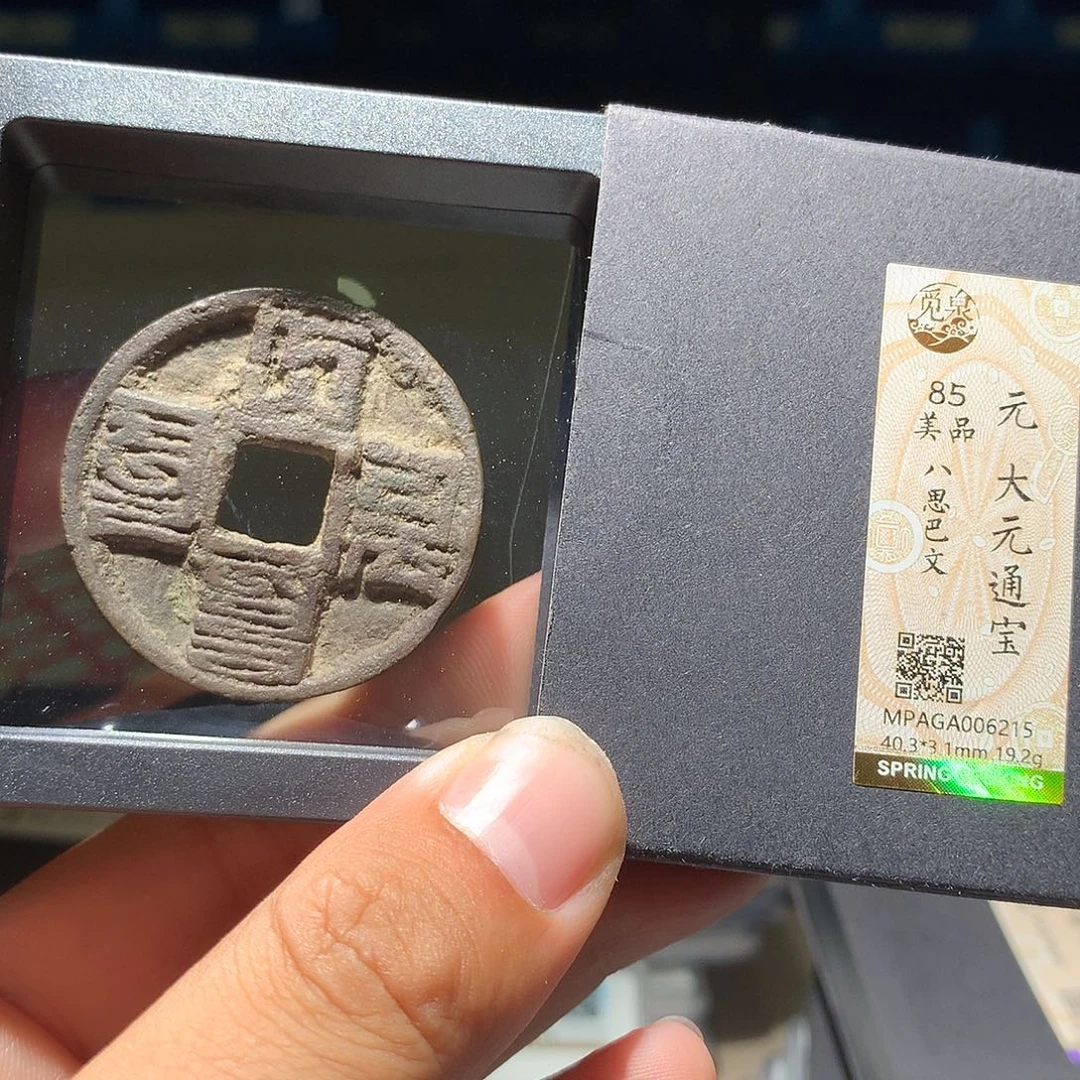 觅泉
元 大元通宝
85
美品
八思巴文
MPAGA006215
40.3*3.1mm 19.2g
SPRIN G